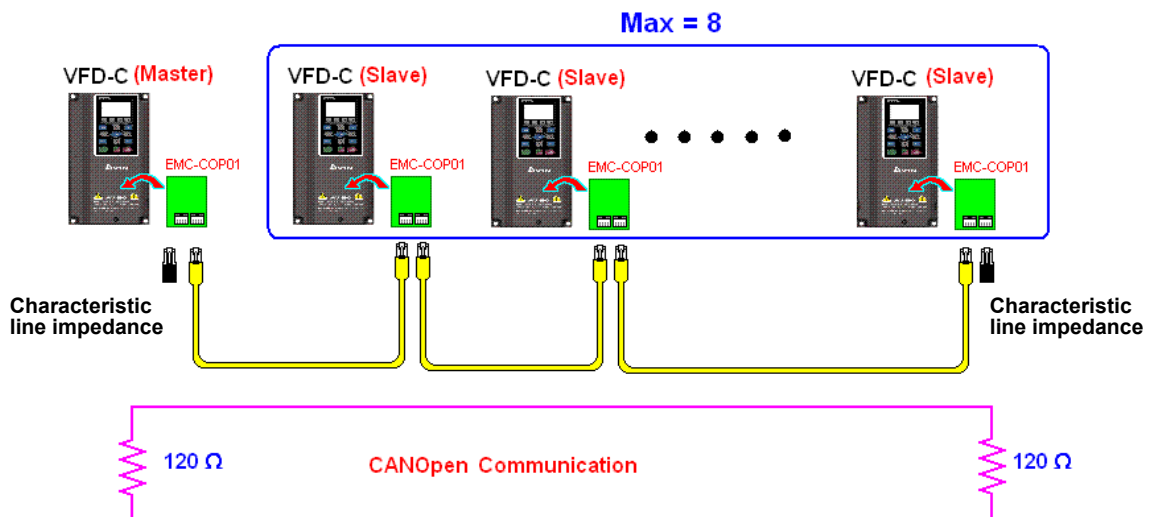 Max = 8
VFD-C (Master)
VFD-C (Slave)
VFD-C (Slave)
VFD-C (Slave)
EMC-COP01
EMC-COP01
EMC-COP01
EMC-COP01
Characteristic
line impedance
Characteristic
line impedance
120 Ω
CANOpen Communication
120 Ω